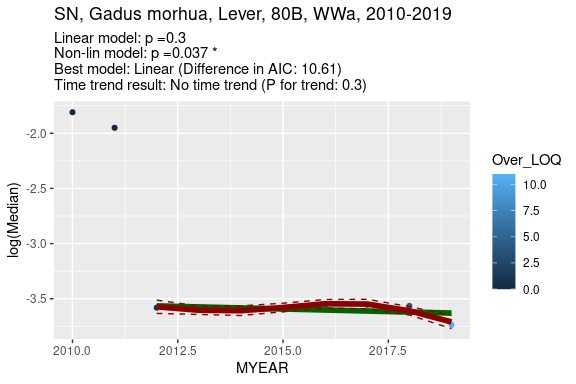 SN, Gadus morhua, Lever, 80B, WWa, 2010-2019
Linear model: p =0.3
Non-lin model: p =0.037 *
Best model: Linear (Difference in AIC: 10.61)
Time trend result: No time trend (P for trend: 0.3)
log(Median)
-2.0
-2.5
-3.0
-3.5
2010.0
2012.5
2015.0
2017.5
MYEAR
Over_LOQ
10.0
7.5
5.0
2.5
0.0